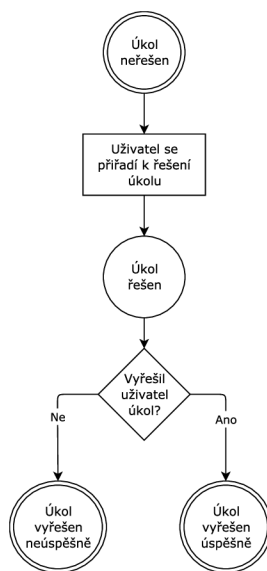 Úkol
neřešen
Uživatel se
přiřadí k řešení
úkolu
Úkol
řešen
Vyřešil
uživatel
úkol?
Ne
Ano
Úkol
vyřešen
neúspěšně
Úkol
vyřešen
úspěšně